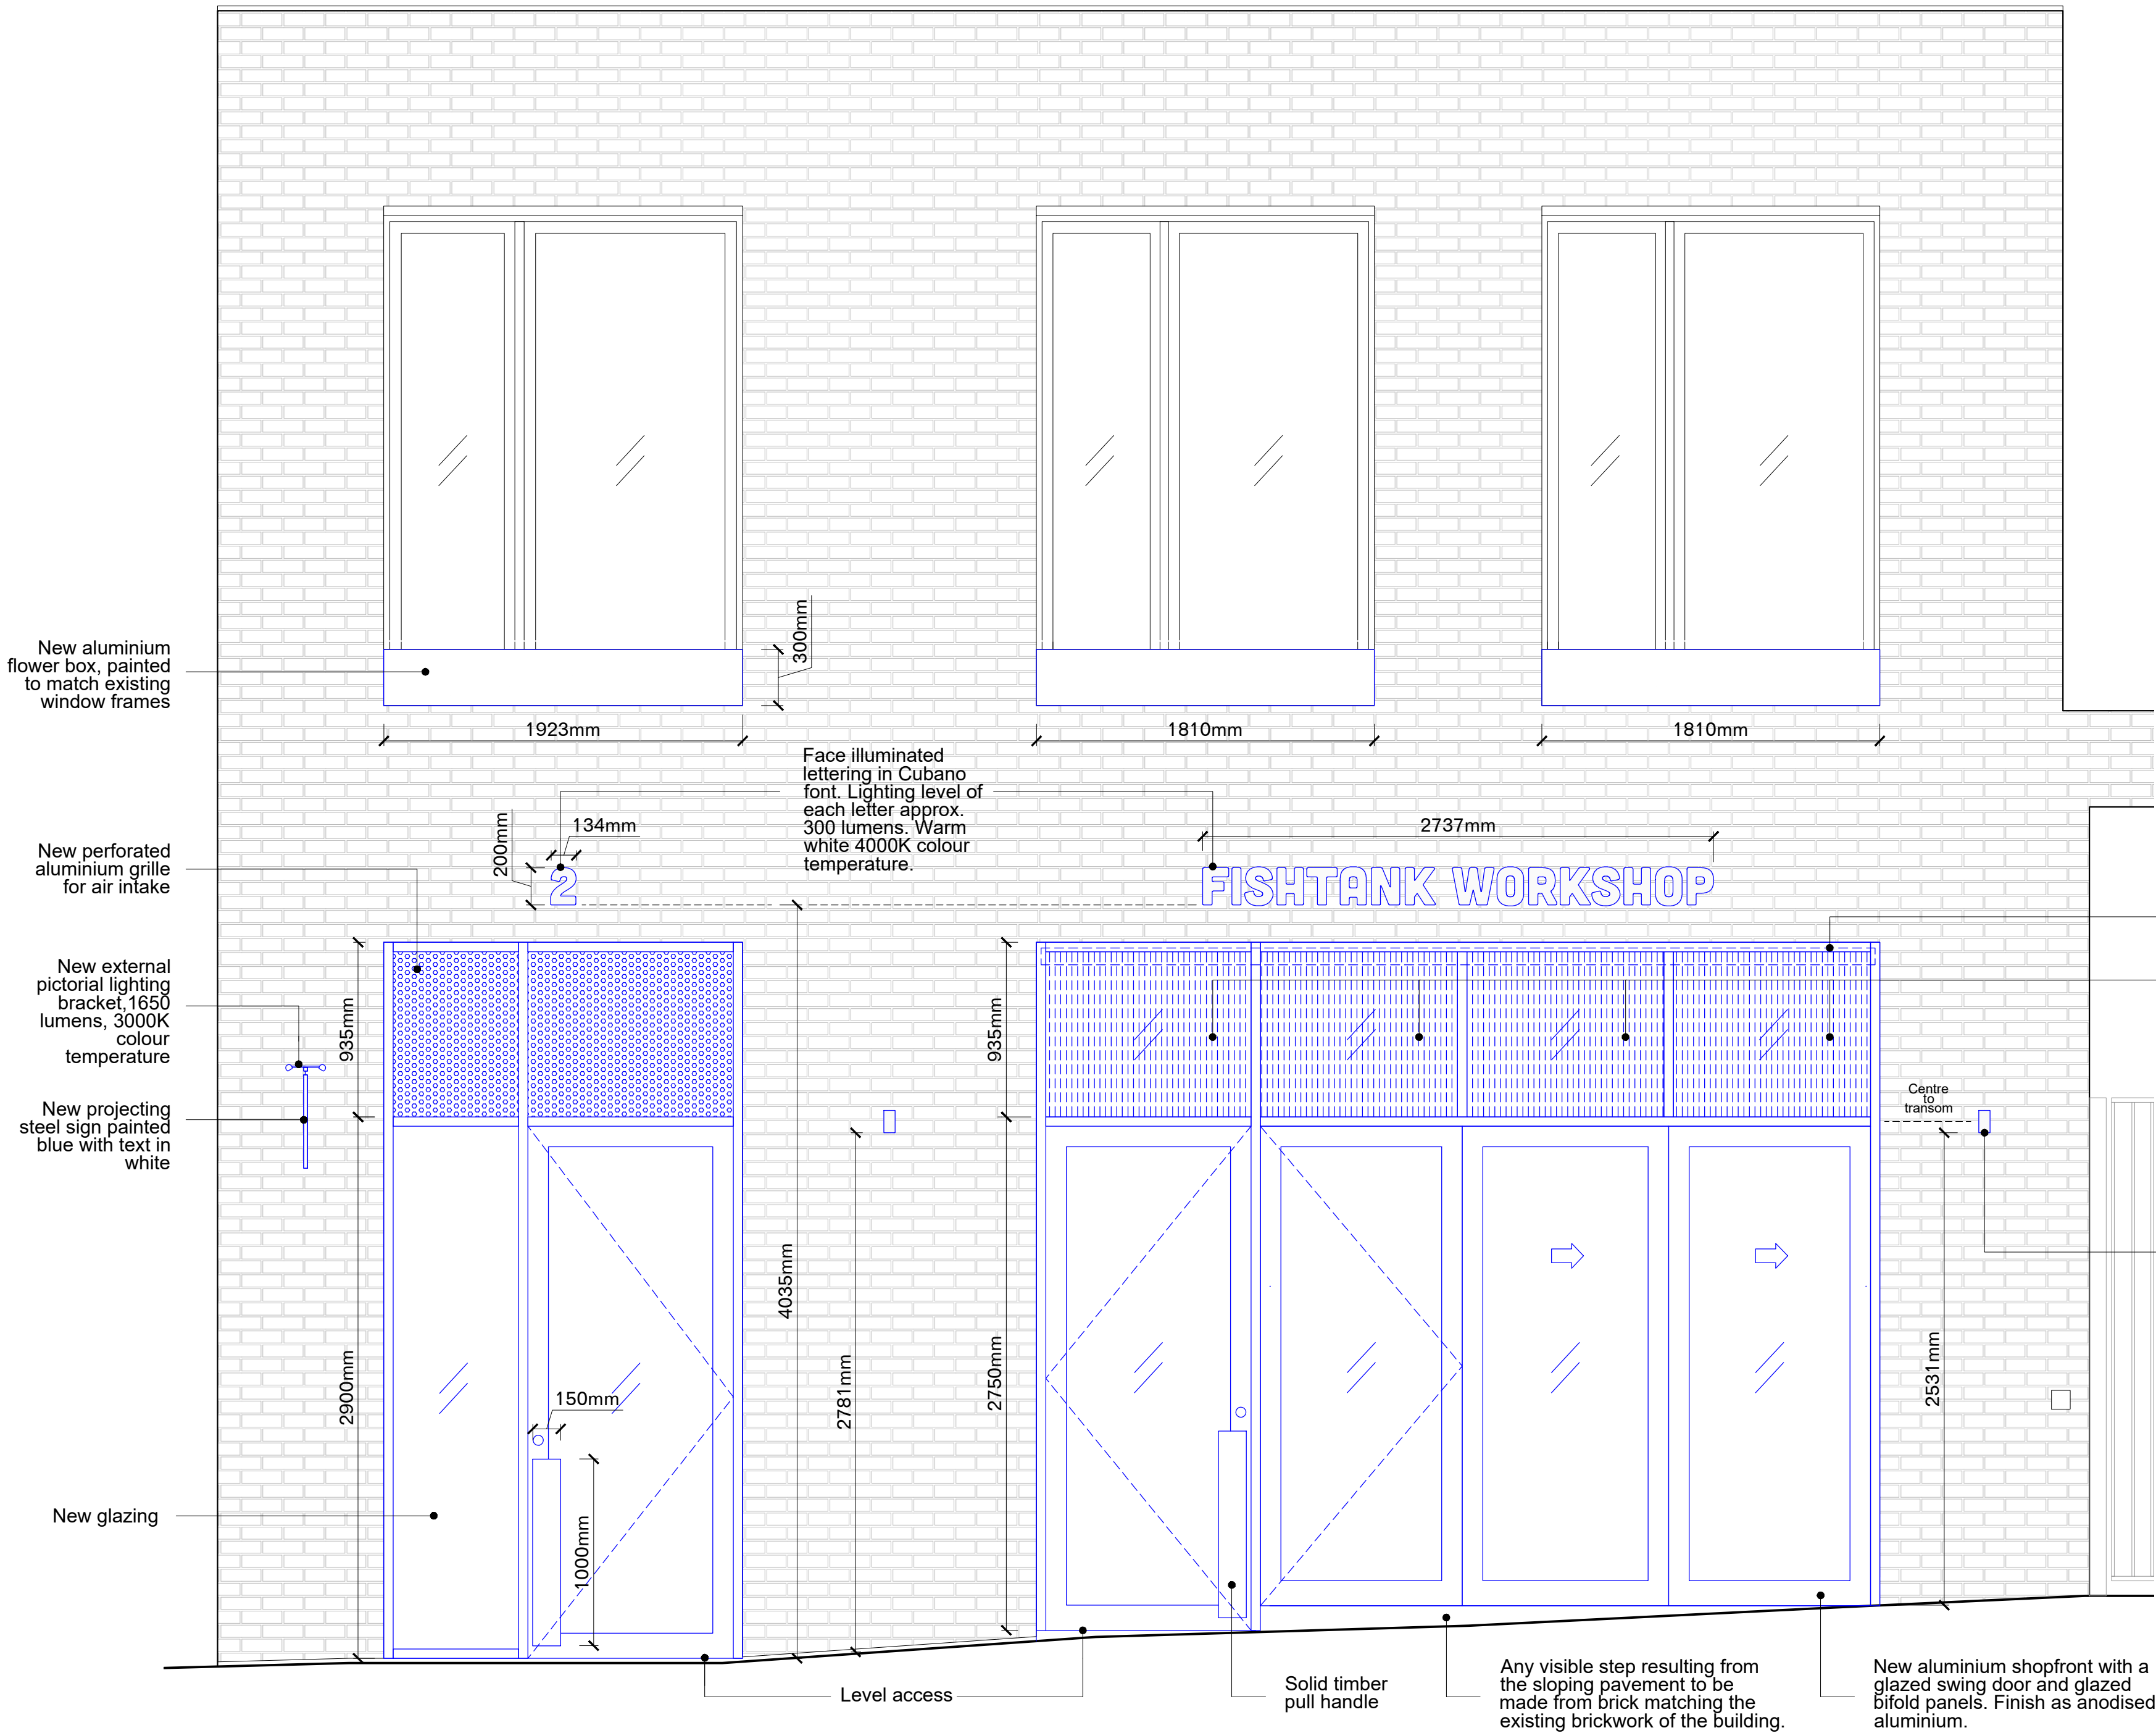 New aluminium
flower box, painted
to match existing
window frames
300mm
1923mm
1810mm
1810mm
Face illuminated
lettering in Cubano
font. Lighting level of
each letter approx.
300 lumens. Warm
white 4000K colour
temperature.
200mm
134mm
2737mm
2
FISHTANK WORKSHOP
New perforated
aluminium grille
for air intake
New external
pictorial lighting
bracket,1650
lumens, 3000K
colour
temperature
935mm
935mm
New projecting
steel sign painted
blue with text in
white
Centre
to
transom
4035mm
2900mm
2781mm
2750mm
2531mm
150mm
1000mm
New glazing
Level access
Solid timber
pull handle
Any visible step resulting from
the sloping pavement to be
made from brick matching the
existing brickwork of the building.
New aluminium shopfront with a
glazed swing door and glazed
bifold panels. Finish as anodised
aluminium.